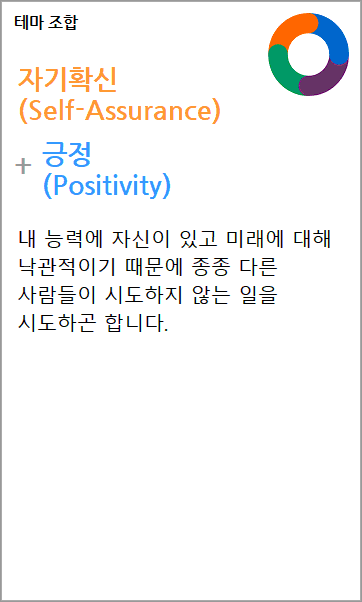 테마 조합
자기확신
(Self-Assurance)
+ 긍정
(Positivity)
내 능력에 자신이 있고 미래에 대해
낙관적이기 때문에 종종 다른
사람들이 시도하지 않는 일을
시도하곤 합니다.